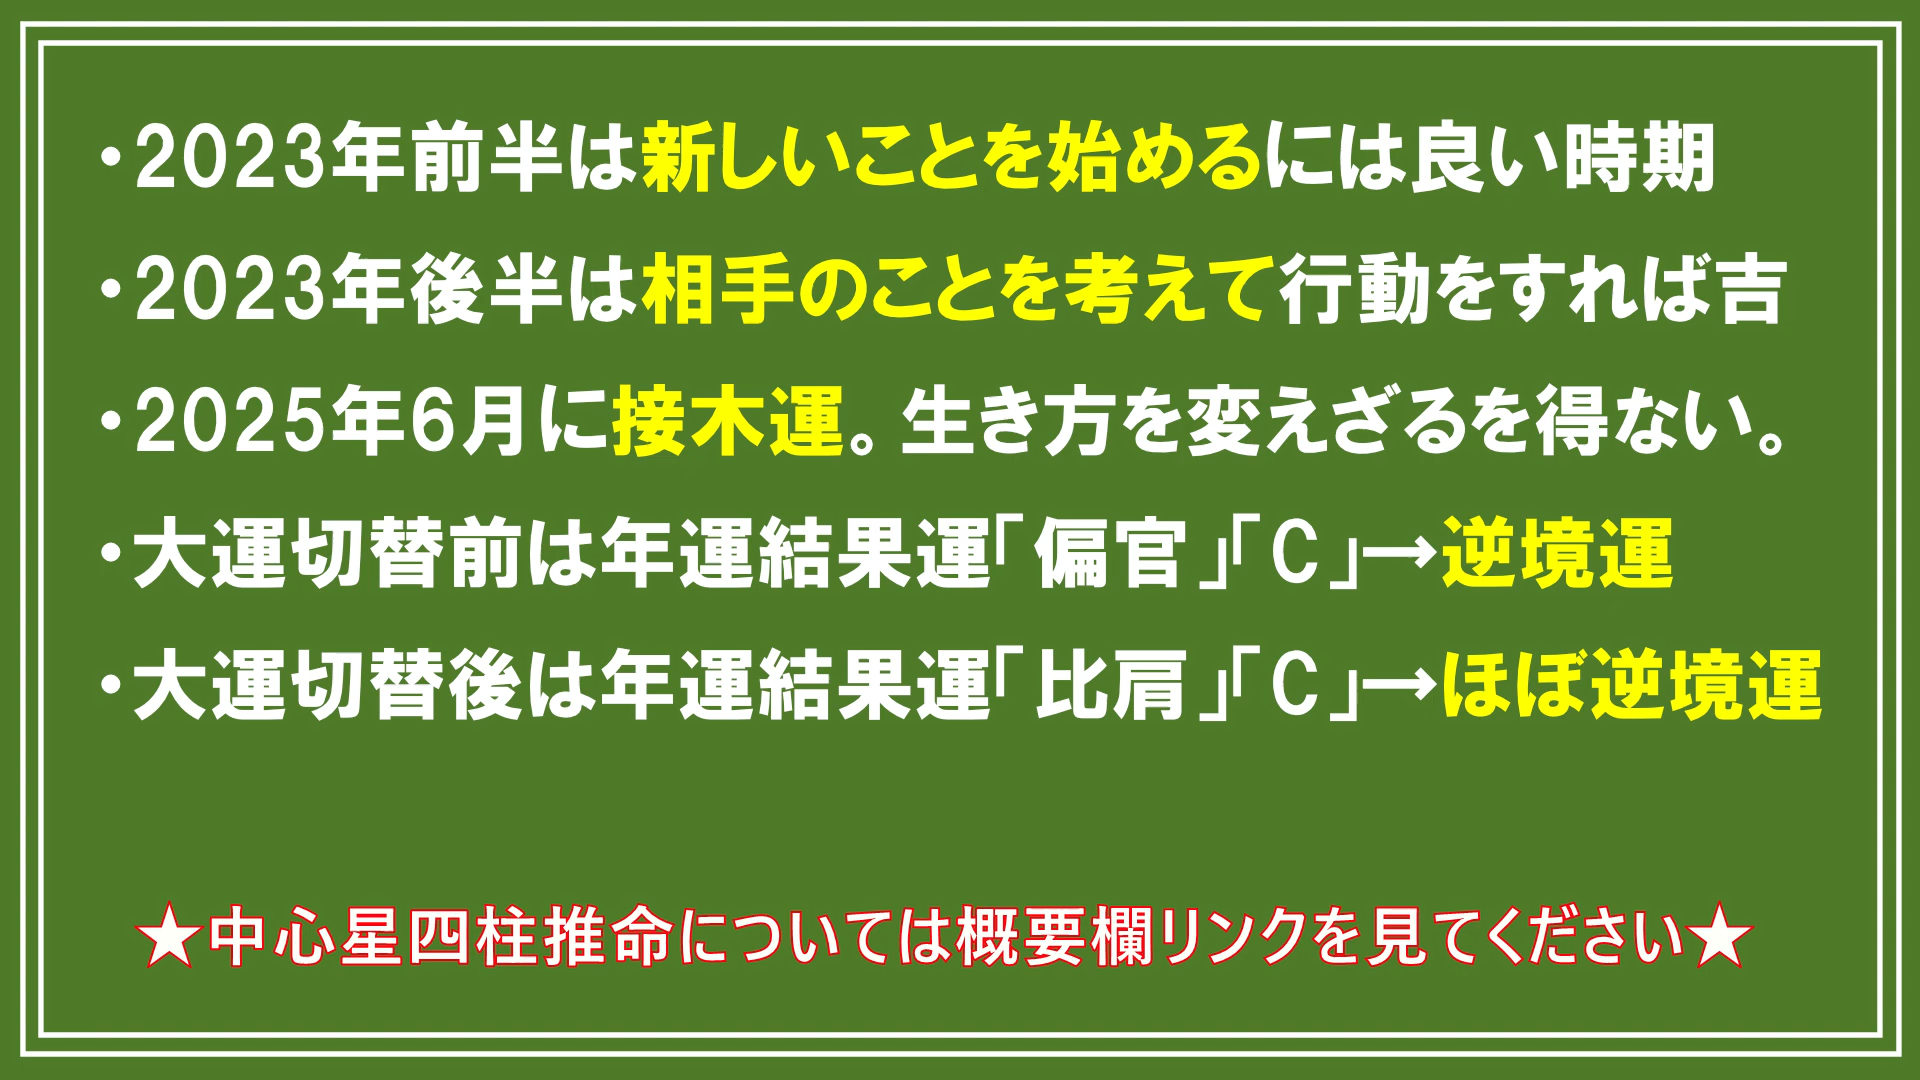 ・2023年前半は新しいことを始めるには良い時期
・2023年後半は相手のことを考えて行動をすれば吉
・2025年6月に接木運。生き方を変えざるを得ない。
・大運切替前は年運結果運「偏官」「C」→逆境運
・大運切替後は年運結果運「比肩」「C」→ほぼ逆境運
★中心星四柱推命については概要欄リンクを見てください★